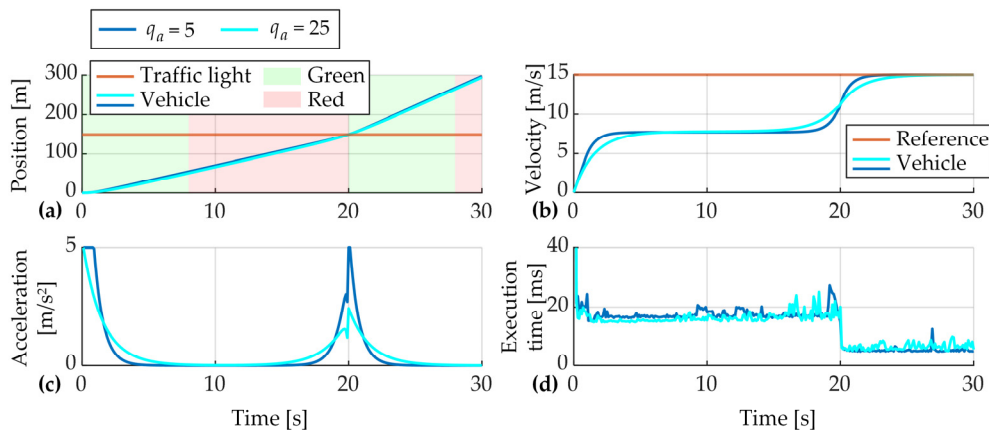 q_a = 5 q_a = 25
Traffic light Green
Vehicle Red
Position [m]
300
200
100
0
(a)
0 10 20 30
Velocity [m/s]
15
10
5
0
Reference
Vehicle
(b)
0 10 20 30
Acceleration
[m/s²]
5
0
(c)
0 10 20 30
Time [s]
Execution
time [ms]
40
20
0
(d)
0 10 20 30
Time [s]